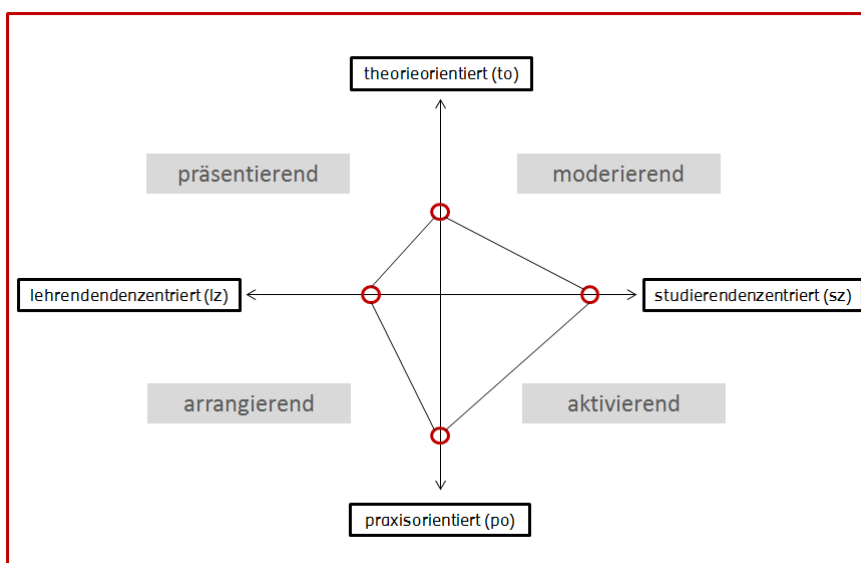 theorieorientiert (to)
präsentierend
moderierend
lehrendendenzentriert (lz)
studierendenzentriert (sz)
arrangierend
aktivierend
praxisorientiert (po)